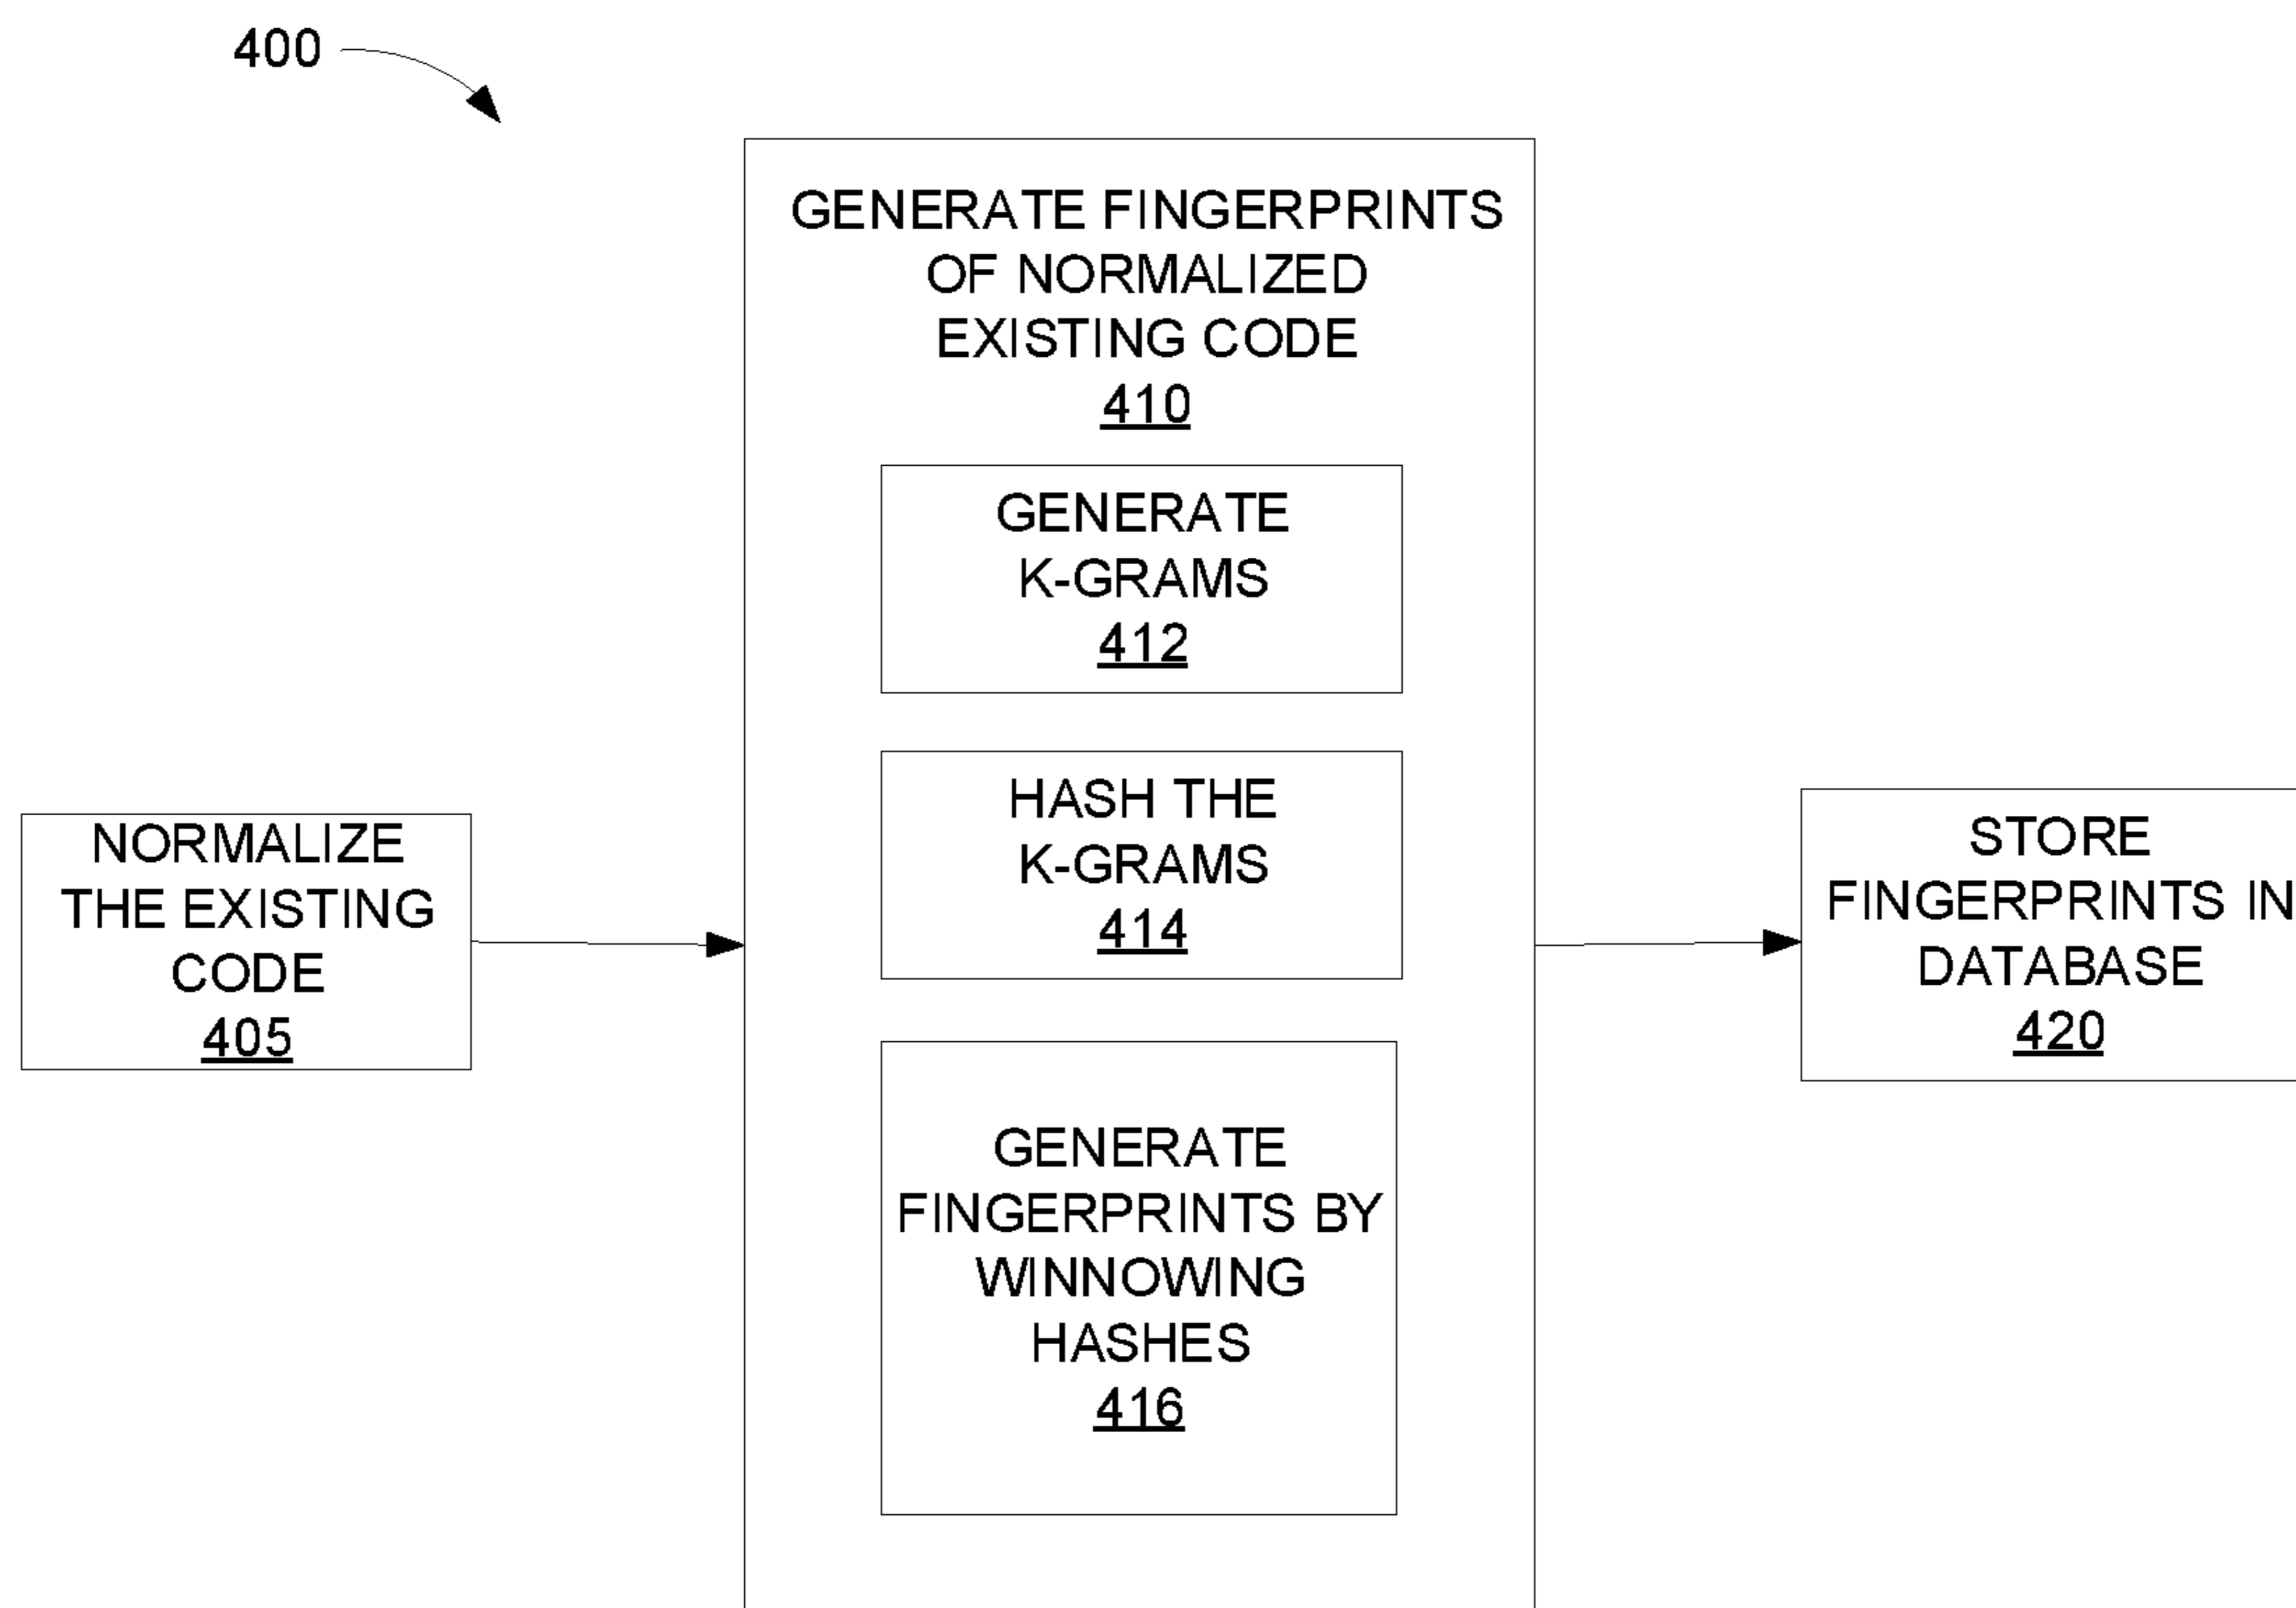 400
NORMALIZE
THE EXISTING
CODE
405
GENERATE FINGERPRINTS
OF NORMALIZED
EXISTING CODE
410
GENERATE
K-GRAMS
412
HASH THE
K-GRAMS
414
GENERATE
FINGERPRINTS BY
WINNOWING
HASHES
416
STORE
FINGERPRINTS IN
DATABASE
420